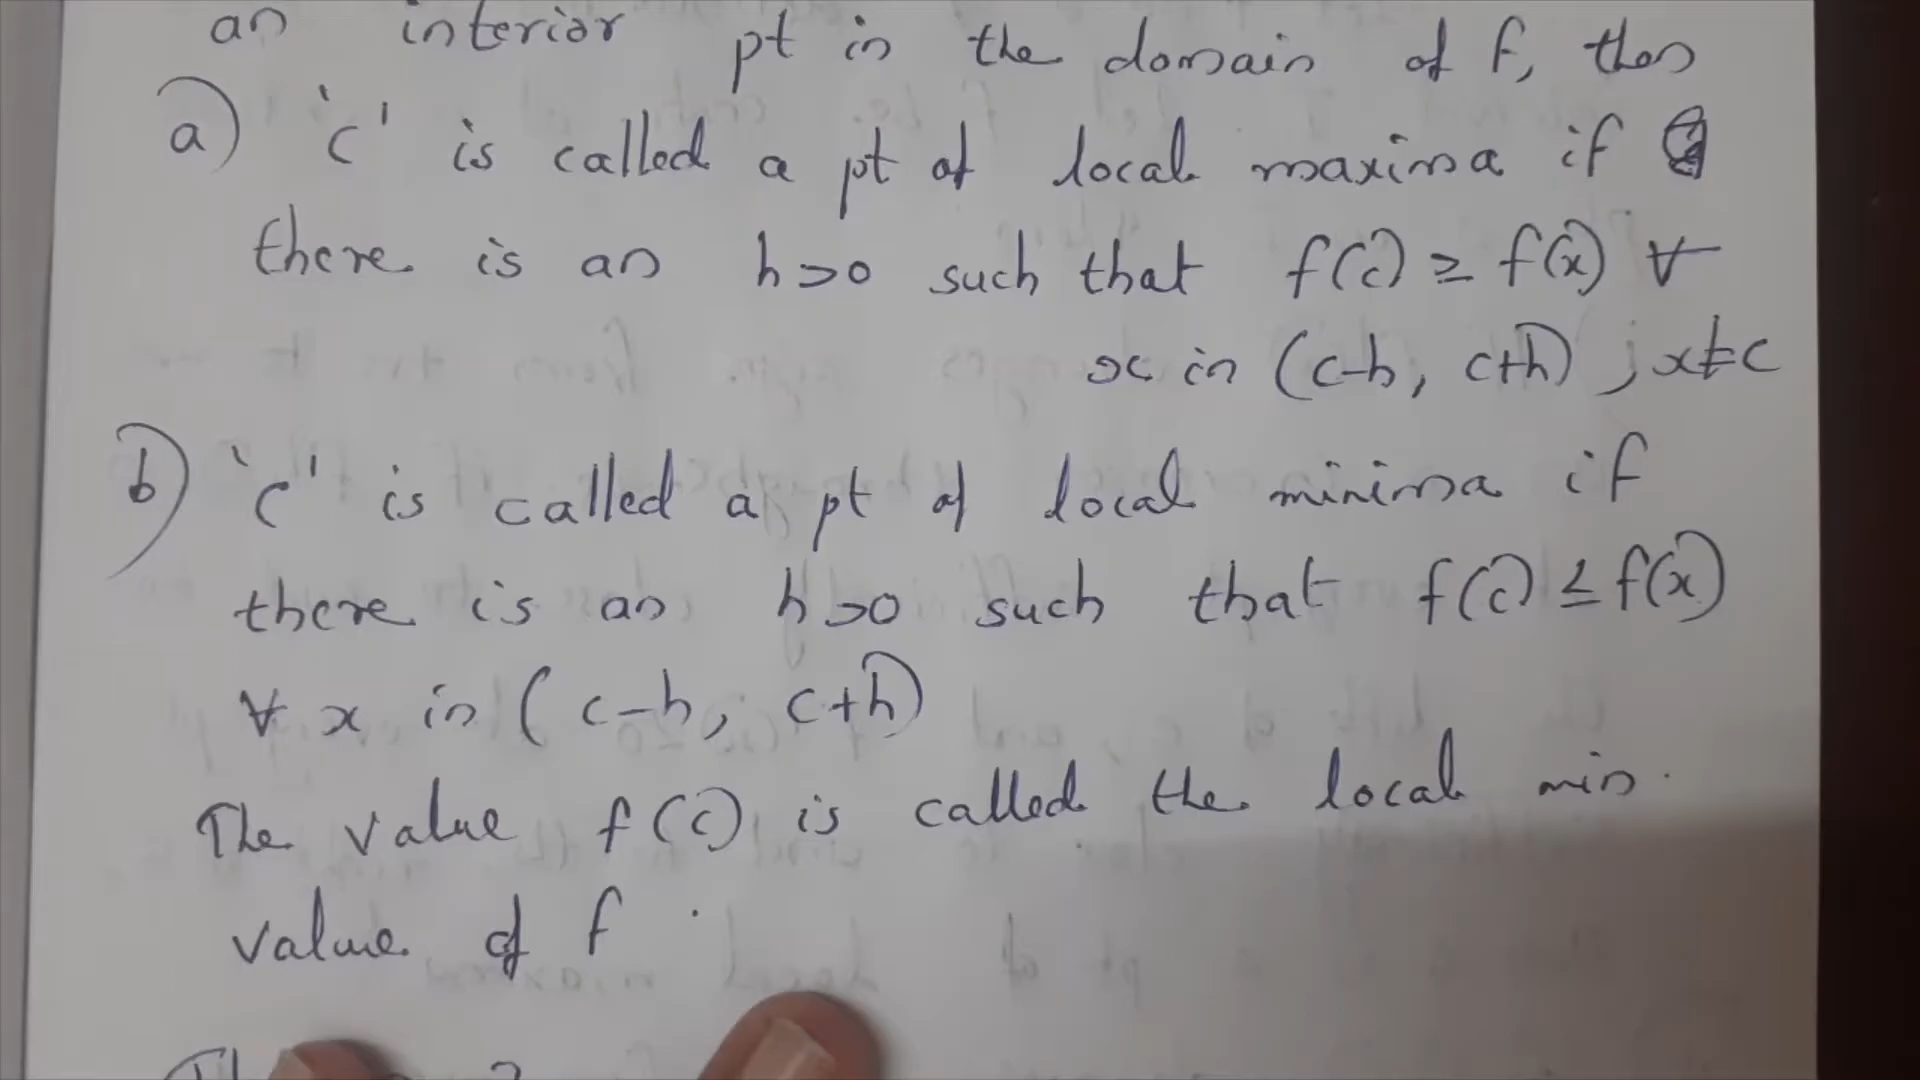 an interior pt in the domain of f, then
a) 'c' is called a pt of local maxima if
there is an h>0 such that f(c) ≥ f(x) ∀
x in (c-h, c+h) ; x≠c
b) 'c' is called a pt of local minima if
there is an h>0 such that f(c) ≤ f(x)
∀ x in (c-h, c+h)
The value f(c) is called the local min.
value of f.